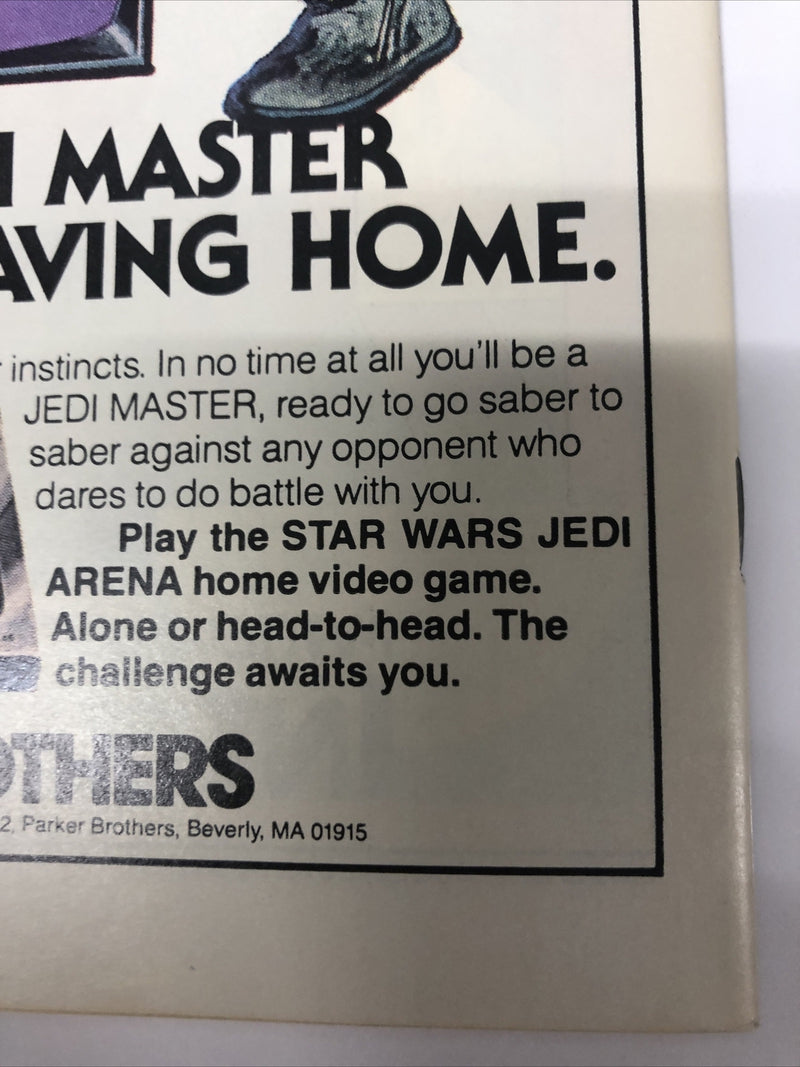 MASTER
AVING HOME.
instincts. In no time at all you'll be a
JEDI MASTER, ready to go saber to
saber against any opponent who
dares to do battle with you.
Play the STAR WARS JEDI
ARENA home video game.
Alone or head-to-head. The
challenge awaits you.
OTHERS
2, Parker Brothers, Beverly, MA 01915